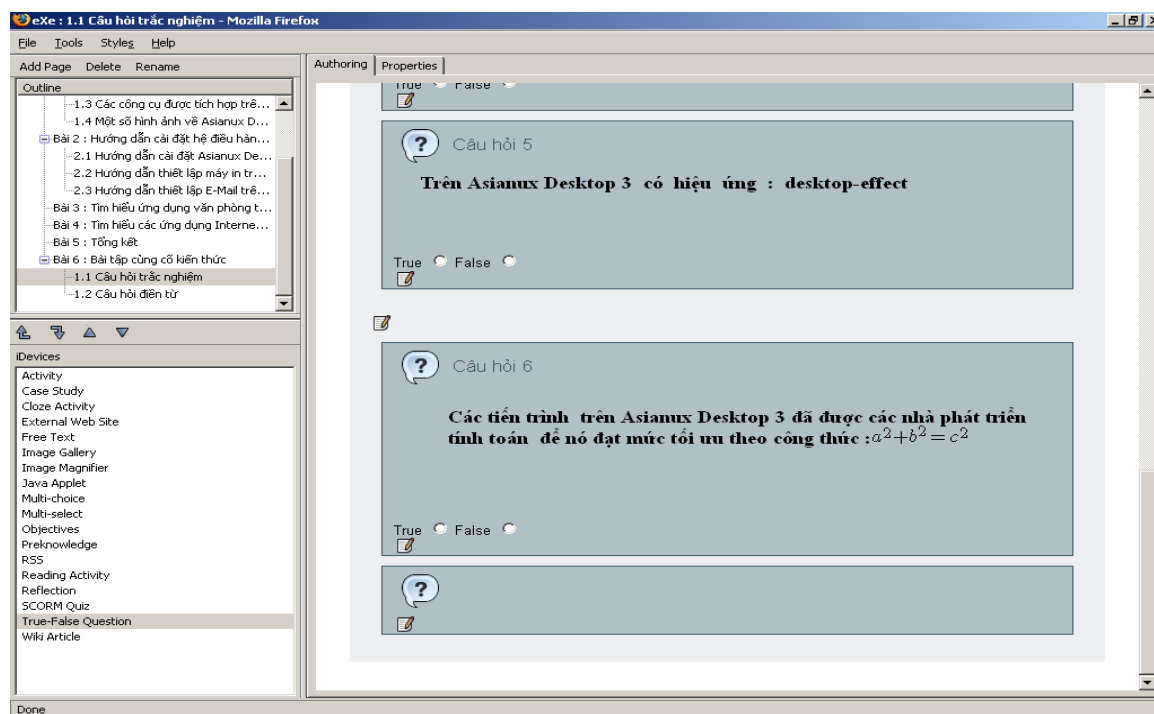 eXe : 1.1 Câu hỏi trắc nghiệm - Mozilla Firefox
File Tools Styles Help
Add Page Delete Rename
Outline
1.3 Các công cụ được tích hợp trê...
1.4 Một số hình ảnh về Asianux D...
Bài 2 : Hướng dẫn cài đặt hệ điều hàn...
2.1 Hướng dẫn cài đặt Asianux De...
2.2 Hướng dẫn thiết lập máy in tr...
2.3 Hướng dẫn thiết lập E-Mail trê...
Bài 3 : Tìm hiểu ứng dụng văn phòng t...
Bài 4 : Tìm hiểu các ứng dụng Interne...
Bài 5 : Tổng kết
Bài 6 : Bài tập củng cố kiến thức
1.1 Câu hỏi trắc nghiệm
1.2 Câu hỏi điền từ
iDevices
Activity
Case Study
Cloze Activity
External Web Site
Free Text
Image Gallery
Image Magnifier
Java Applet
Multi-choice
Multi-select
Objectives
Preknowledge
RSS
Reading Activity
Reflection
SCORM Quiz
True-False Question
Wiki Article
Authoring Properties
True False
Câu hỏi 5
Trên Asianux Desktop 3 có hiệu ứng : desktop-effect
True False
Câu hỏi 6
Các tiến trình trên Asianux Desktop 3 đã được các nhà phát triển
tính toán để nó đạt mức tối ưu theo công thức :a²+b²=c²
True False
Done